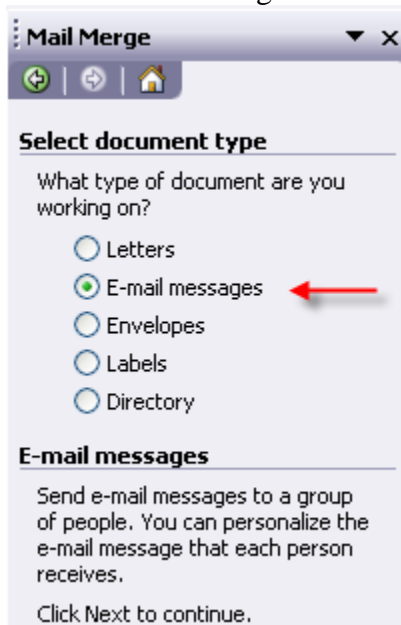 Mail Merge
Select document type
What type of document are you
working on?
Letters
E-mail messages
Envelopes
Labels
Directory
E-mail messages
Send e-mail messages to a group
of people. You can personalize the
e-mail message that each person
receives.
Click Next to continue.